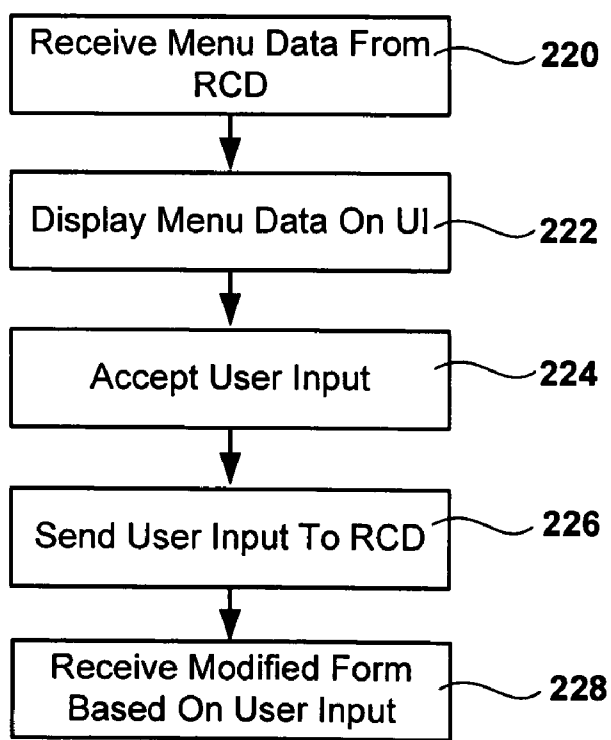 Receive Menu Data From
RCD
220
Display Menu Data On UI
222
Accept User Input
224
Send User Input To RCD
226
Receive Modified Form
Based On User Input
228